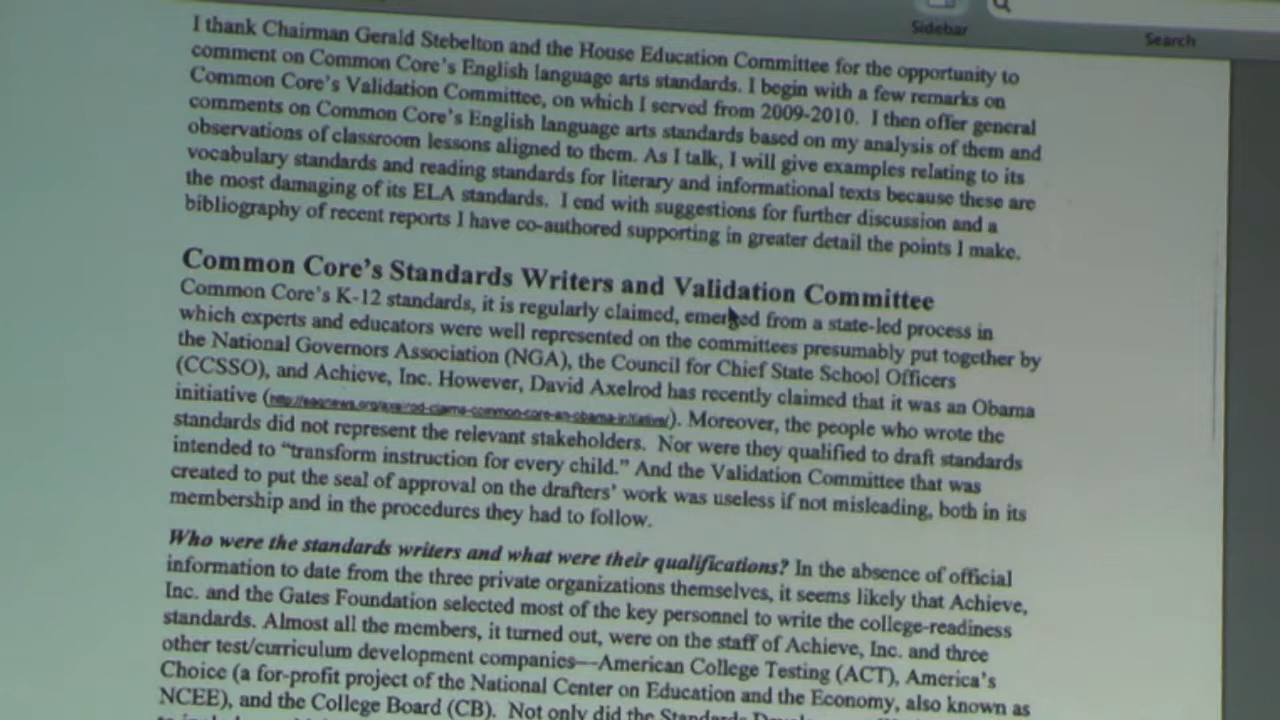 Sidebar
Search
I thank Chairman Gerald Stebelton and the House Education Committee for the opportunity to
comment on Common Core's English language arts standards. I begin with a few remarks on
Common Core's Validation Committee, on which I served from 2009-2010.  I then offer general
comments on Common Core's English language arts standards based on my analysis of them and
observations of classroom lessons aligned to them. As I talk, I will give examples relating to its
vocabulary standards and reading standards for literary and informational texts because these are
the most damaging of its ELA standards.  I end with suggestions for further discussion and a
bibliography of recent reports I have co-authored supporting in greater detail the points I make.
Common Core's Standards Writers and Validation Committee
Common Core's K-12 standards, it is regularly claimed, emerged from a state-led process in
which experts and educators were well represented on the committees presumably put together by
the National Governors Association (NGA), the Council for Chief State School Officers
(CCSSO), and Achieve, Inc. However, David Axelrod has recently claimed that it was an Obama
initiative (http://eagnews.org/axelrod-claims-common-core-an-obama-initiative/). Moreover, the people who wrote the
standards did not represent the relevant stakeholders.  Nor were they qualified to draft standards
intended to "transform instruction for every child." And the Validation Committee that was
created to put the seal of approval on the drafters' work was useless if not misleading, both in its
membership and in the procedures they had to follow.
Who were the standards writers and what were their qualifications? In the absence of official
information to date from the three private organizations themselves, it seems likely that Achieve,
Inc. and the Gates Foundation selected most of the key personnel to write the college-readiness
standards. Almost all the members, it turned out, were on the staff of Achieve, Inc. and three
other test/curriculum development companies—American College Testing (ACT), America's
Choice (a for-profit project of the National Center on Education and the Economy, also known as
NCEE), and the College Board (CB).  Not only did the Standards